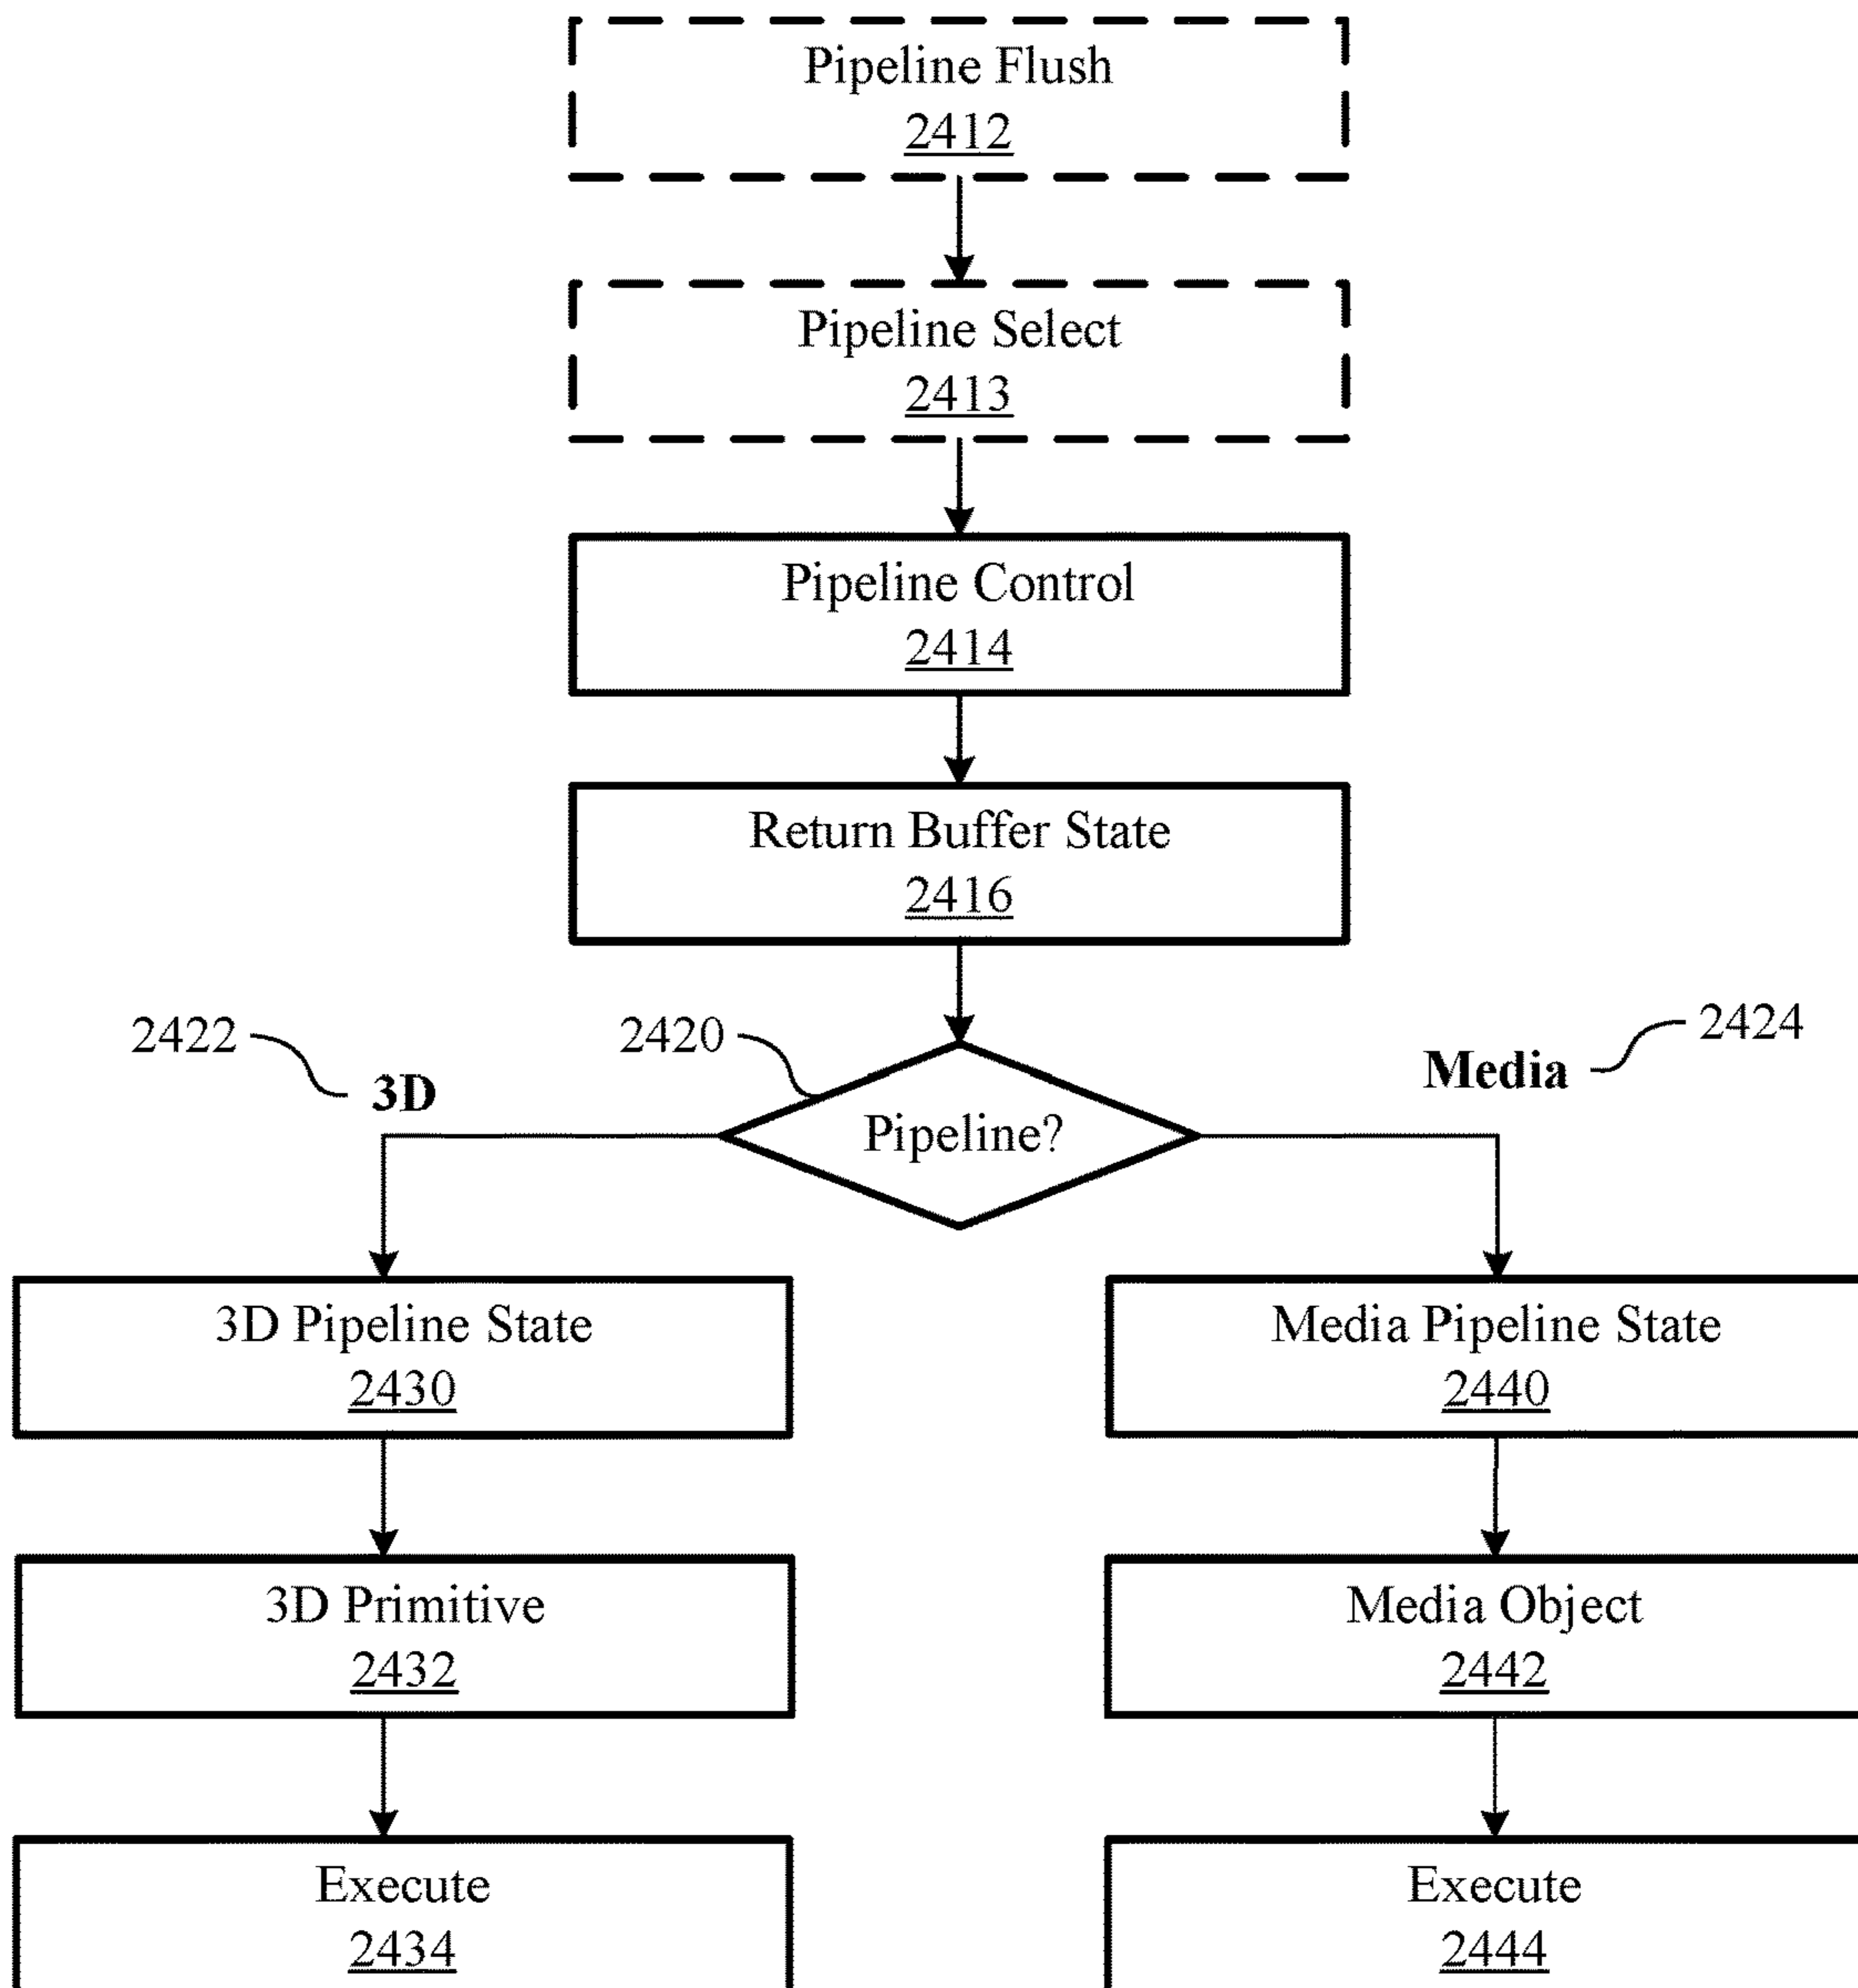 Pipeline Flush
2412
Pipeline Select
2413
Pipeline Control
2414
Return Buffer State
2416
2422
3D
2420
Pipeline?
Media
2424
3D Pipeline State
2430
3D Primitive
2432
Execute
2434
Media Pipeline State
2440
Media Object
2442
Execute
2444